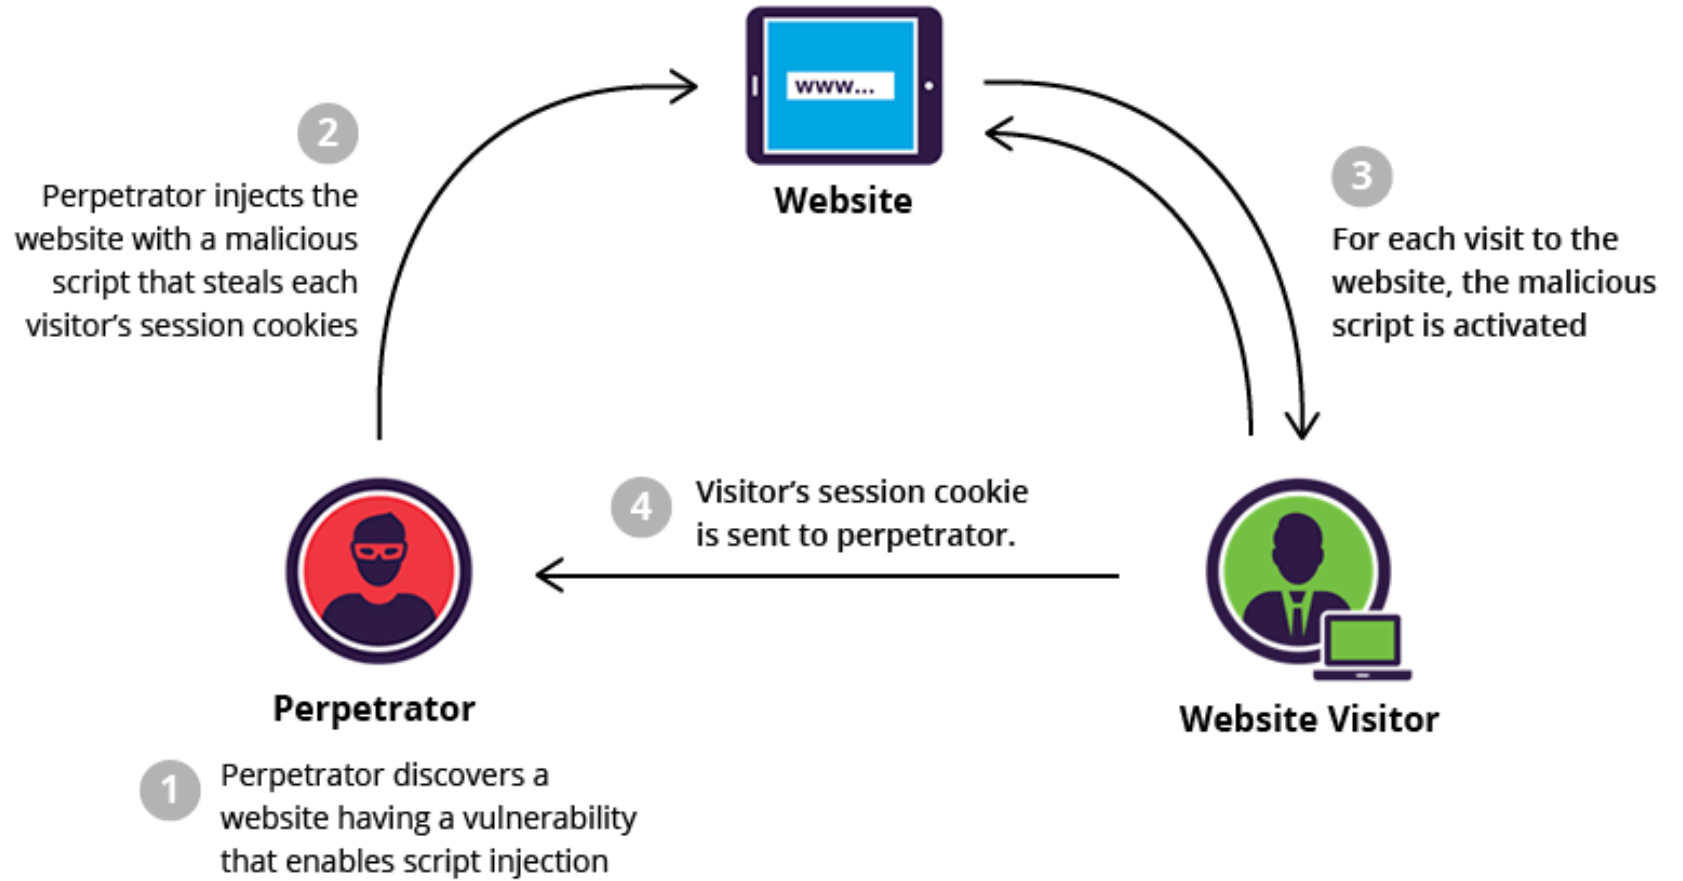 www...
Website
2
Perpetrator injects the
website with a malicious
script that steals each
visitor's session cookies
3
For each visit to the
website, the malicious
script is activated
4
Visitor's session cookie
is sent to perpetrator.
Perpetrator
Website Visitor
1
Perpetrator discovers a
website having a vulnerability
that enables script injection